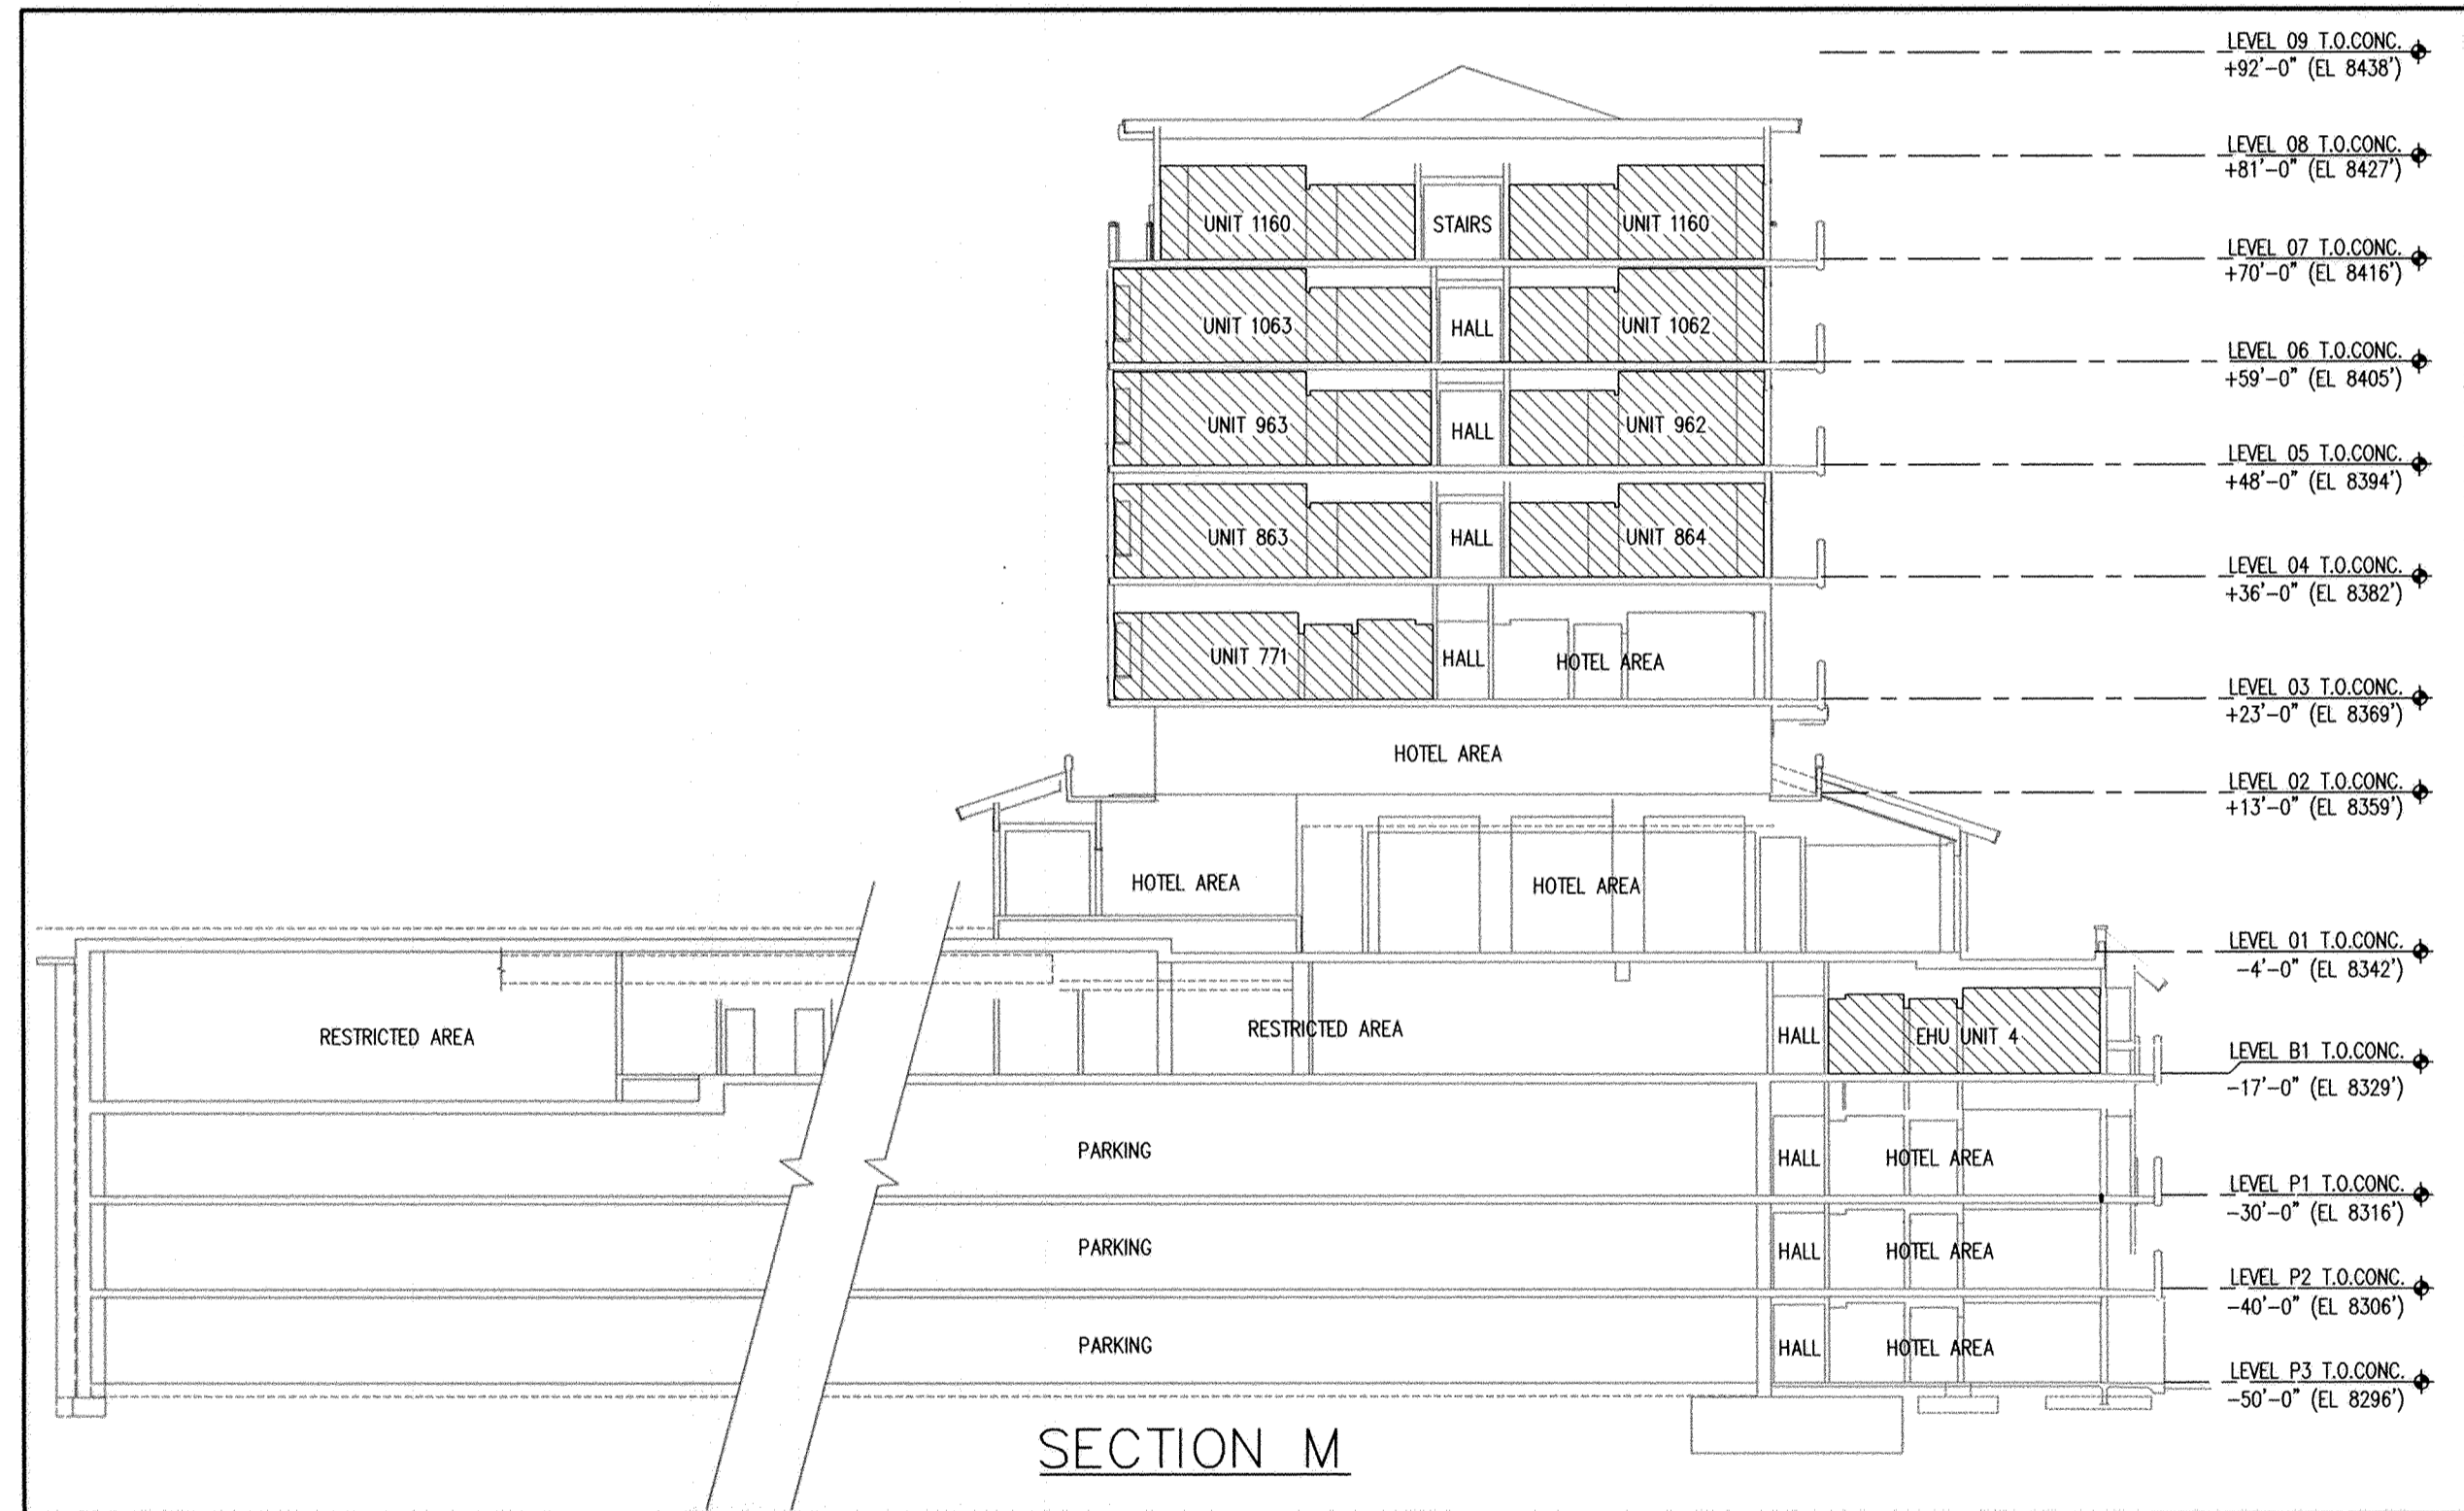 LEVEL 09 T.O.CONC.
+92'-0" (EL 8438')
LEVEL 08 T.O.CONC.
+81'-0" (EL 8427')
UNIT 1160 STAIRS UNIT 1160
LEVEL 07 T.O.CONC.
+70'-0" (EL 8416')
UNIT 1063 HALL UNIT 1062
LEVEL 06 T.O.CONC.
+59'-0" (EL 8405')
UNIT 963 HALL UNIT 962
LEVEL 05 T.O.CONC.
+48'-0" (EL 8394')
UNIT 863 HALL UNIT 864
LEVEL 04 T.O.CONC.
+36'-0" (EL 8382')
UNIT 771 HALL HOTEL AREA
LEVEL 03 T.O.CONC.
+23'-0" (EL 8369')
HOTEL AREA
LEVEL 02 T.O.CONC.
+13'-0" (EL 8359')
HOTEL AREA HOTEL AREA
LEVEL 01 T.O.CONC.
-4'-0" (EL 8342')
RESTRICTED AREA RESTRICTED AREA HALL EHU UNIT 4
LEVEL B1 T.O.CONC.
-17'-0" (EL 8329')
PARKING HALL HOTEL AREA
LEVEL P1 T.O.CONC.
-30'-0" (EL 8316')
PARKING HALL HOTEL AREA
LEVEL P2 T.O.CONC.
-40'-0" (EL 8306')
PARKING HALL HOTEL AREA
LEVEL P3 T.O.CONC.
-50'-0" (EL 8296')
SECTION M